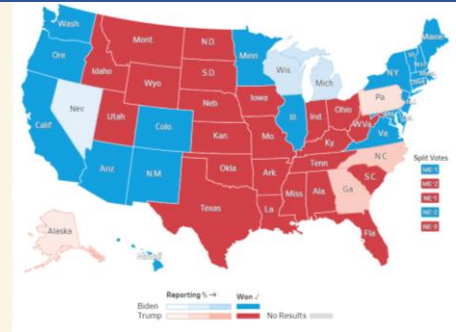 Wash
Maine
Mont.
N.D.
Minn
Ore
Idaho
S.D.
Wis
Mich
N.Y.
Wyo
Iowa
Pa
Neb
Nev
Ohio
Ill.
Ind
Utah
Colo
W.Va
Va
Calif.
Kan
Mo.
Ky
N.C
Tenn
Ariz
N.M.
Okla
Ark.
S.C.
Miss
Ala
Ga
Texas
La
Fla
Alaska
Split Votes
ME-1
ME-2
NE-1
NE-2
NE-3
Reporting % → Won ✓
Biden
Trump No Results